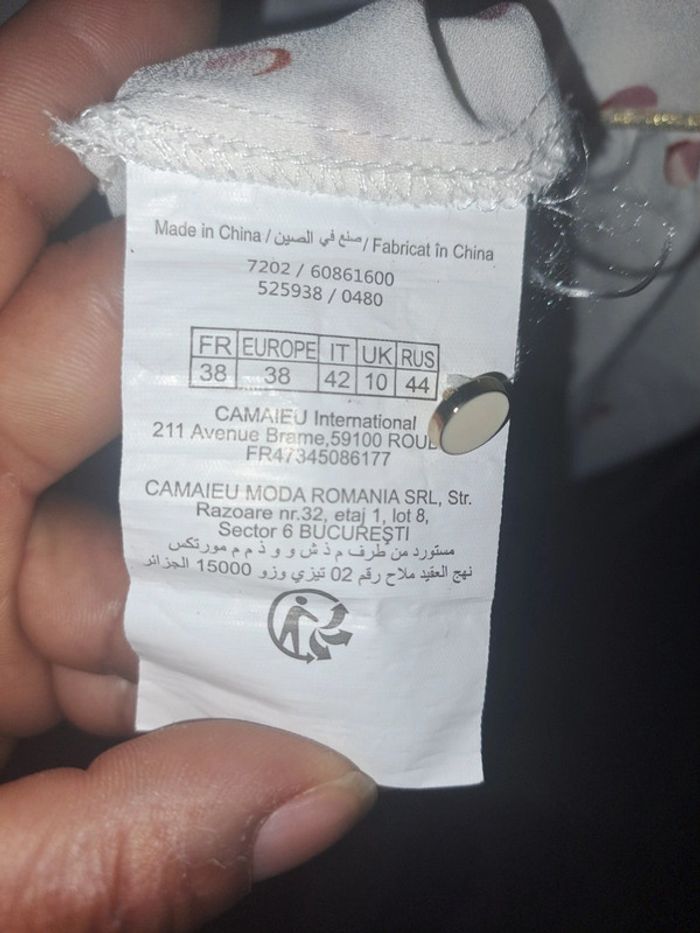 Made in China / صنع في الصين / Fabricat în China
7202 / 60861600
525938 / 0480
FR EUROPE IT UK RUS
38 38 42 10 44
CAMAIEU International
211 Avenue Brame,59100
FR47345086177
CAMAIEU MODA ROMANIA SRL, Str.
Razoare nr.32, etaj 1, lot 8,
Sector 6 BUCUREŞTI
مستورد من طرف م ذ ش و و ذ م م مورتكس
نهج العقيد ملاح رقم 02 تيزي وزو 15000 الجزائر